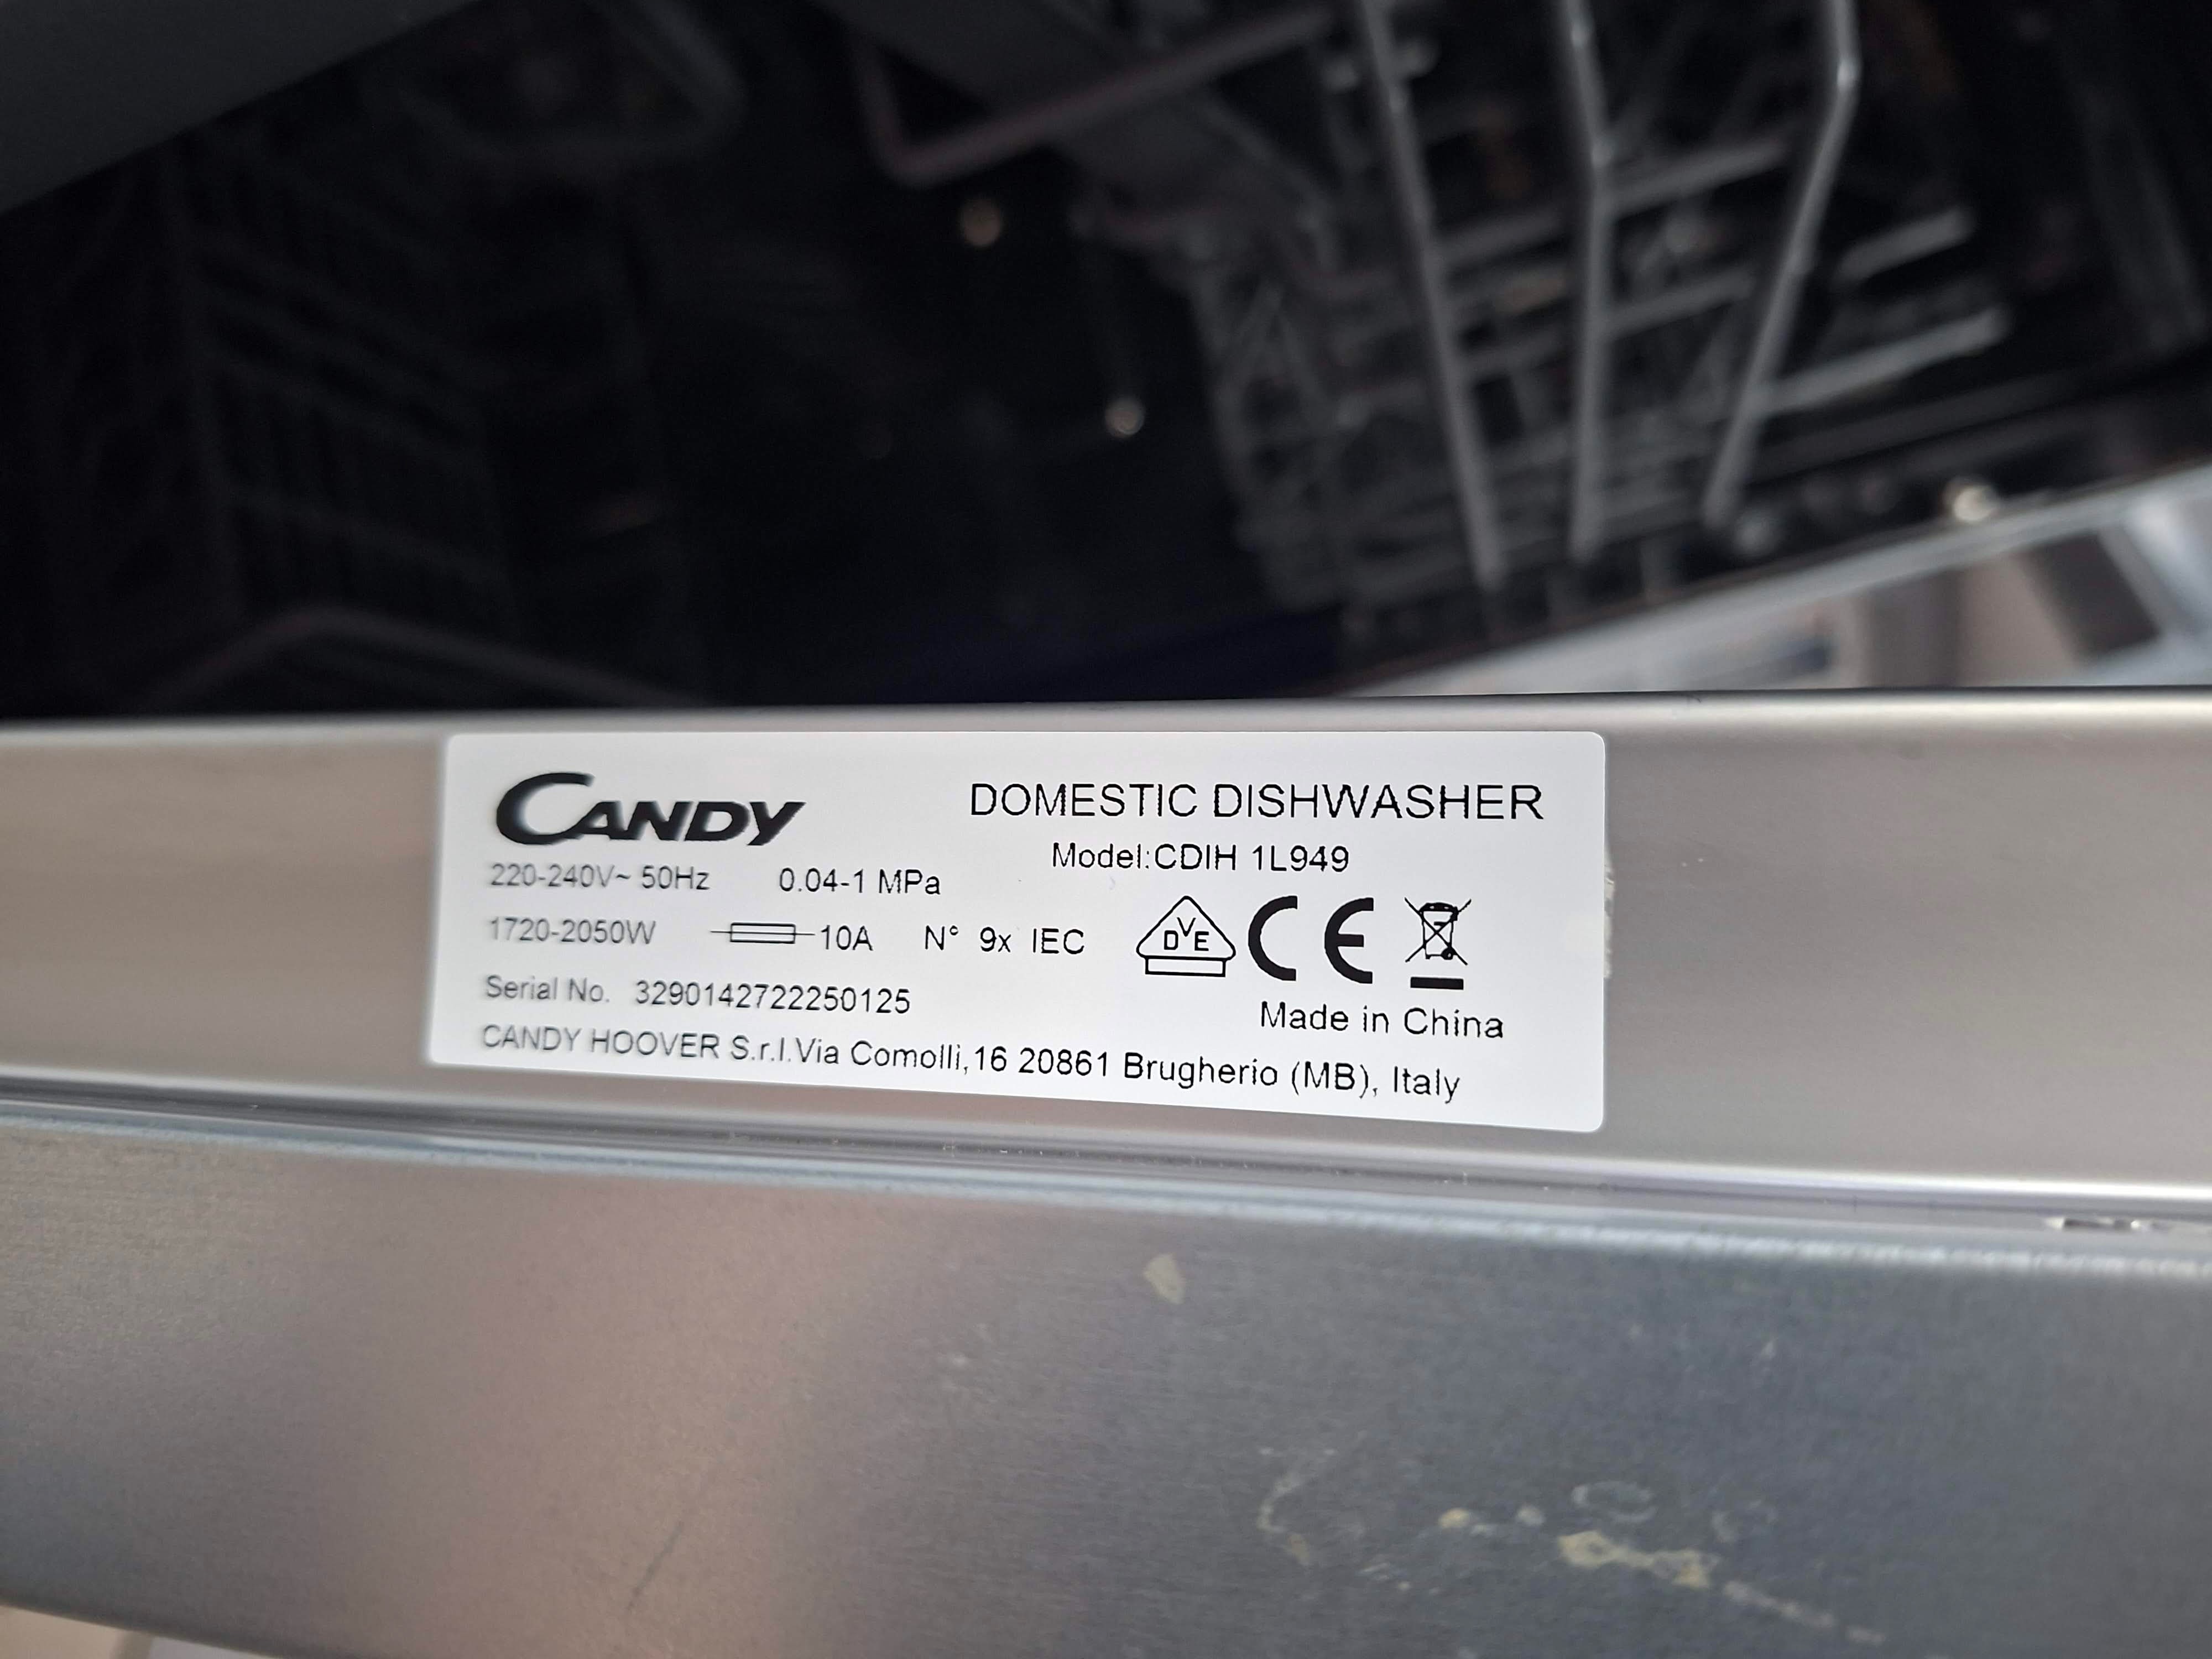 CANDY
DOMESTIC DISHWASHER
Model:CDIH 1L949
220-240V~ 50Hz 0.04-1 MPa
1720-2050W 10A N° 9x IEC
DVE
CE
Serial No. 3290142722250125
Made in China
CANDY HOOVER S.r.l.Via Comolli,16 20861 Brugherio (MB), Italy